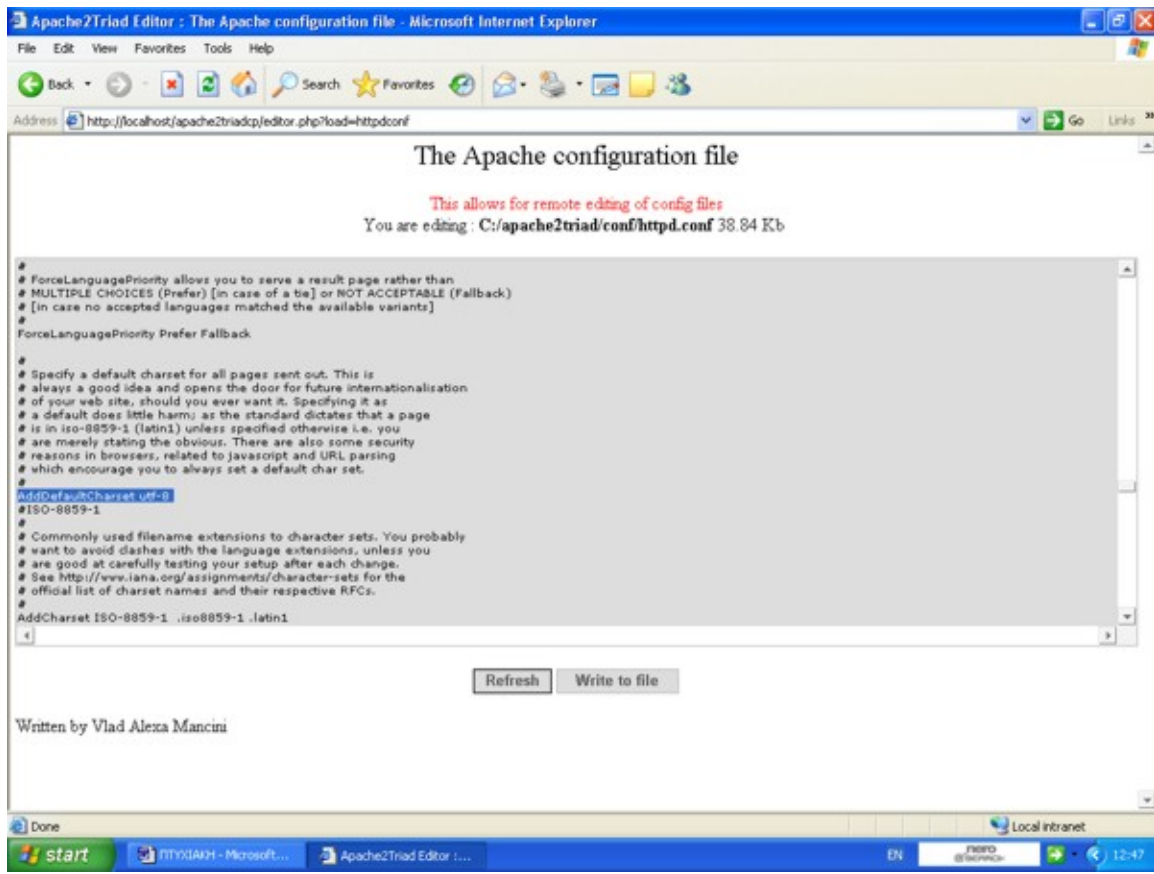 Apache2Triad Editor : The Apache configuration file - Microsoft Internet Explorer
File Edit View Favorites Tools Help
Back Search Favorites
Address http://localhost/apache2triadcp/editor.php?load=httpdconf Go Links »
The Apache configuration file
This allows for remote editing of config files
You are editing : C:/apache2triad/conf/httpd.conf 38.84 Kb
#
# ForceLanguagePriority allows you to serve a result page rather than
# MULTIPLE CHOICES (Prefer) [in case of a tie] or NOT ACCEPTABLE (Fallback)
# [in case no accepted languages matched the available variants]
#
ForceLanguagePriority Prefer Fallback
#
# Specify a default charset for all pages sent out. This is
# always a good idea and opens the door for future internationalisation
# of your web site, should you ever want it. Specifying it as
# a default does little harm; as the standard dictates that a page
# is in iso-8859-1 (latin1) unless specified otherwise i.e. you
# are merely stating the obvious. There are also some security
# reasons in browsers, related to javascript and URL parsing
# which encourage you to always set a default char set.
#
AddDefaultCharset utf-8
#ISO-8859-1
#
# Commonly used filename extensions to character sets. You probably
# want to avoid clashes with the language extensions, unless you
# are good at carefully testing your setup after each change.
# See http://www.iana.org/assignments/character-sets for the
# official list of charset names and their respective RFCs.
#
AddCharset ISO-8859-1 .iso8859-1 .latin1
Refresh Write to file
Written by Vlad Alexa Mancini
Done Local intranet
start ΠΤΥΧΙΑΚΗ - Microsoft... Apache2Triad Editor :... EN nero 12:47